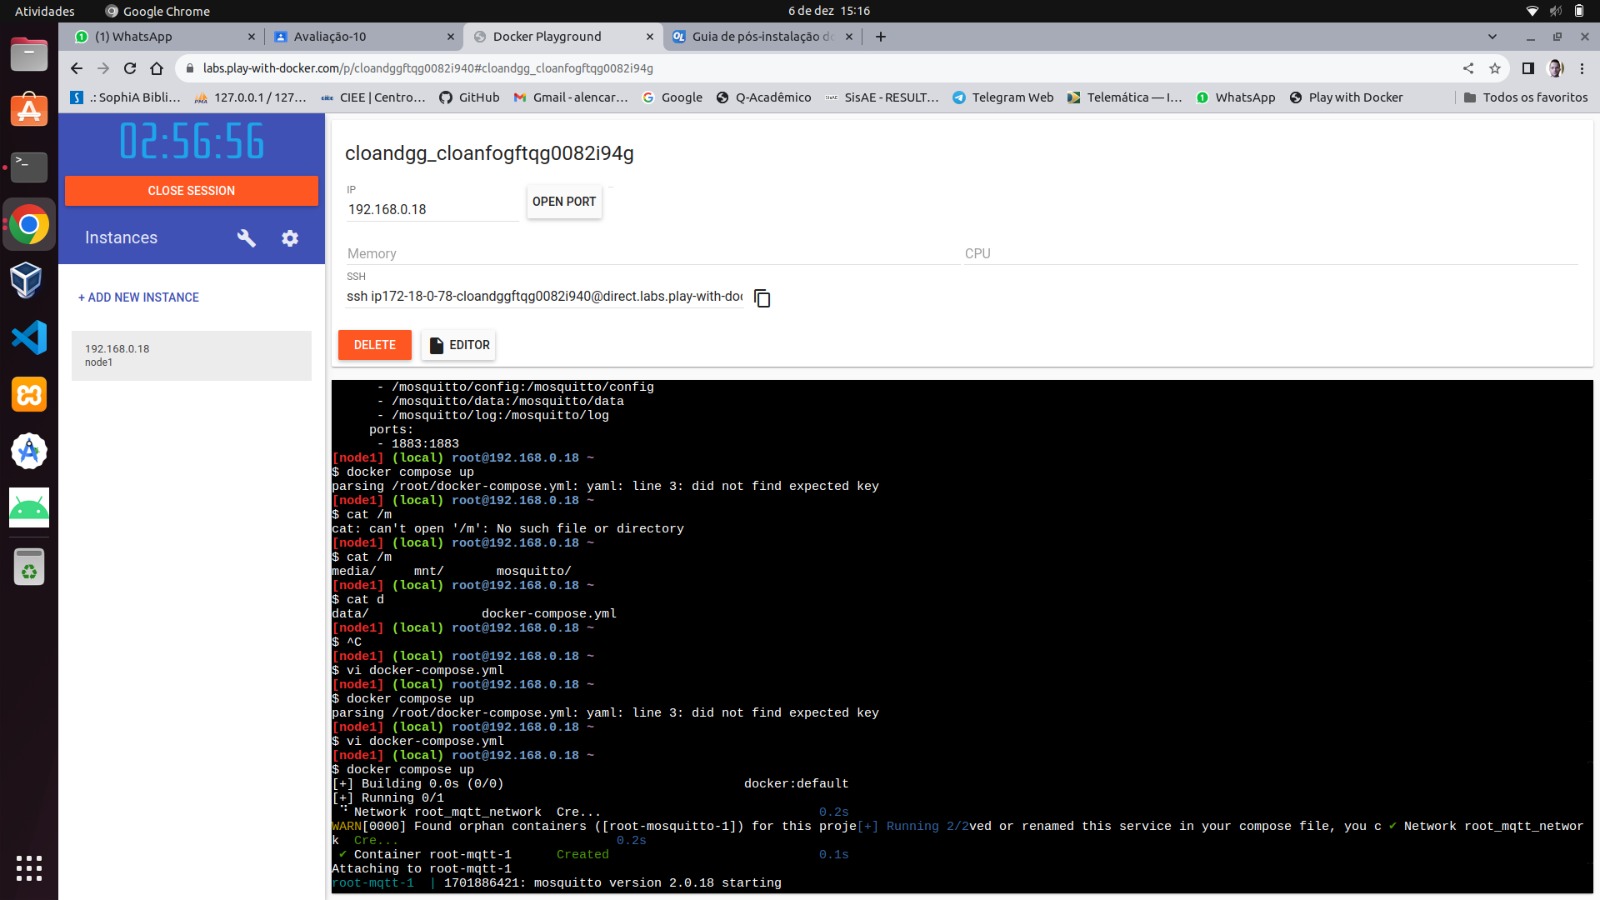 Atividades
Google Chrome
6 de dez 15:16
(1) WhatsApp
Avaliação-10
Docker Playground
Guia de pós-instalação do
labs.play-with-docker.com/p/cloandggftqg0082i940#cloandgg_cloanfogftqg0082i94g
.: SophiA Bibli...
127.0.0.1 / 127...
CIEE | Centro...
GitHub
Gmail - alencar...
Google
Q-Acadêmico
SisAE - RESULT...
Telegram Web
Telemática — I...
WhatsApp
Play with Docker
Todos os favoritos
02:56:56
CLOSE SESSION
Instances
+ ADD NEW INSTANCE
192.168.0.18
node1
cloandgg_cloanfogftqg0082i94g
IP
192.168.0.18
OPEN PORT
Memory
CPU
SSH
ssh ip172-18-0-78-cloandggftqg0082i940@direct.labs.play-with-doc
DELETE
EDITOR
- /mosquitto/config:/mosquitto/config
- /mosquitto/data:/mosquitto/data
- /mosquitto/log:/mosquitto/log
ports:
- 1883:1883
[node1] (local) root@192.168.0.18 ~
$ docker compose up
parsing /root/docker-compose.yml: yaml: line 3: did not find expected key
[node1] (local) root@192.168.0.18 ~
$ cat /m
cat: can't open '/m': No such file or directory
[node1] (local) root@192.168.0.18 ~
$ cat /m
media/     mnt/       mosquitto/
[node1] (local) root@192.168.0.18 ~
$ cat d
data/               docker-compose.yml
[node1] (local) root@192.168.0.18 ~
$ ^C
[node1] (local) root@192.168.0.18 ~
$ vi docker-compose.yml
[node1] (local) root@192.168.0.18 ~
$ docker compose up
parsing /root/docker-compose.yml: yaml: line 3: did not find expected key
[node1] (local) root@192.168.0.18 ~
$ vi docker-compose.yml
[node1] (local) root@192.168.0.18 ~
$ docker compose up
[+] Building 0.0s (0/0)                                docker:default
[+] Running 0/1
⠋ Network root_mqtt_network  Cre...                             0.2s
WARN[0000] Found orphan containers ([root-mosquitto-1]) for this proje[+] Running 2/2ved or renamed this service in your compose file, you c ✔ Network root_mqtt_networ
k  Cre...                             0.2s
✔ Container root-mqtt-1      Created                            0.1s
Attaching to root-mqtt-1
root-mqtt-1  | 1701886421: mosquitto version 2.0.18 starting